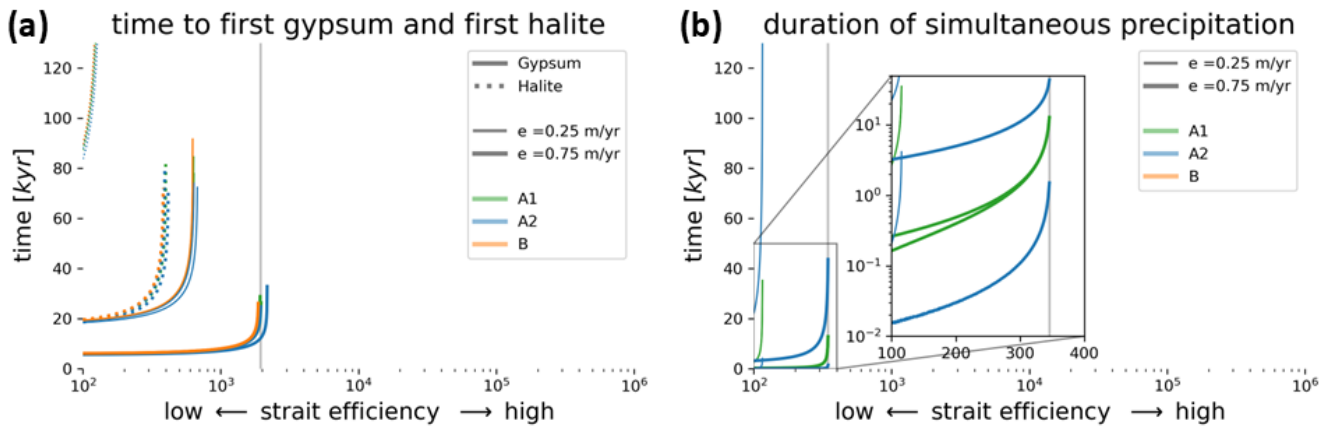 (a) time to first gypsum and first halite
Gypsum
Halite
e =0.25 m/yr
e =0.75 m/yr
A1
A2
B
time [kyr]
120
100
80
60
40
20
0
10²
10³
10⁴
10⁵
10⁶
low ← strait efficiency → high
(b) duration of simultaneous precipitation
e =0.25 m/yr
e =0.75 m/yr
A1
A2
B
time [kyr]
120
100
80
60
40
20
0
10¹
10⁰
10⁻¹
10⁻²
100
200
300
400
10²
10³
10⁴
10⁵
10⁶
low ← strait efficiency → high